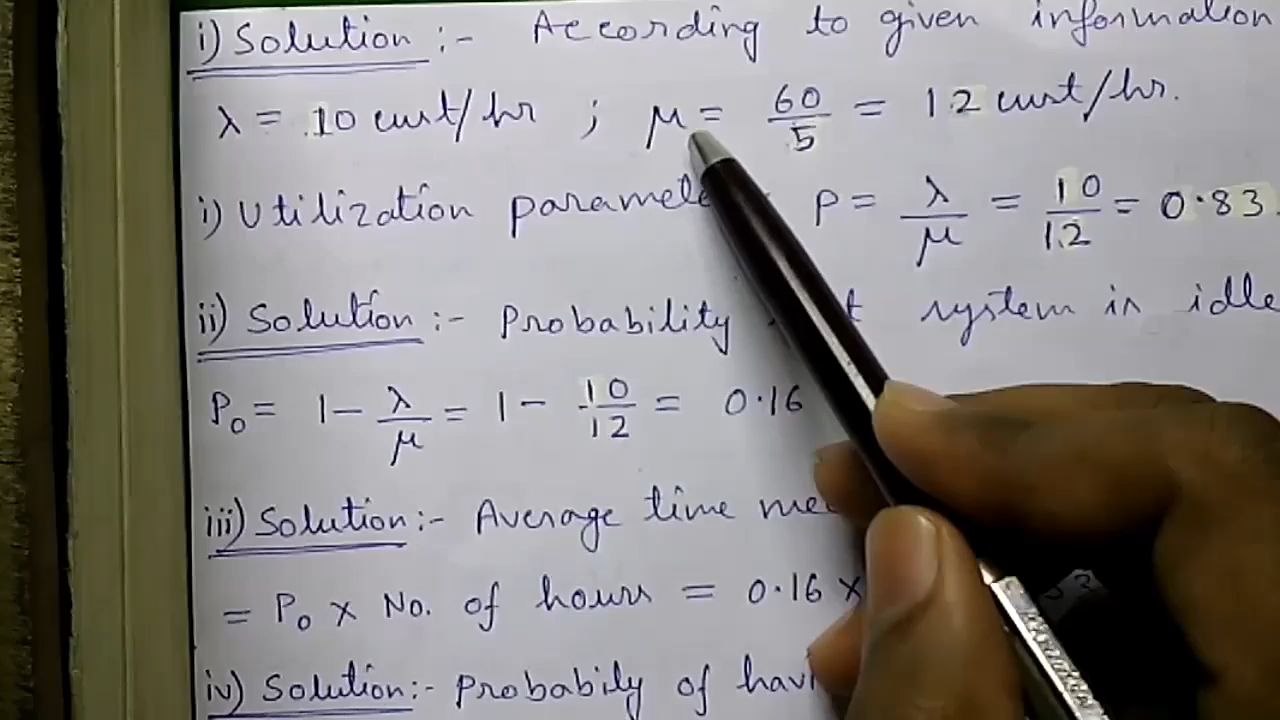 i) Solution :- According to given information
λ = 10 cust/hr ; μ = 60/5 = 12 cust/hr.
i) Utilization paramete ρ = λ/μ = 10/12 = 0.83.
ii) Solution :- Probability system in idle
P₀ = 1 - λ/μ = 1 - 10/12 = 0.16
iii) Solution :- Average time
= P₀ × No. of hours = 0.16 ×
iv) Solution :- Probabily of havi